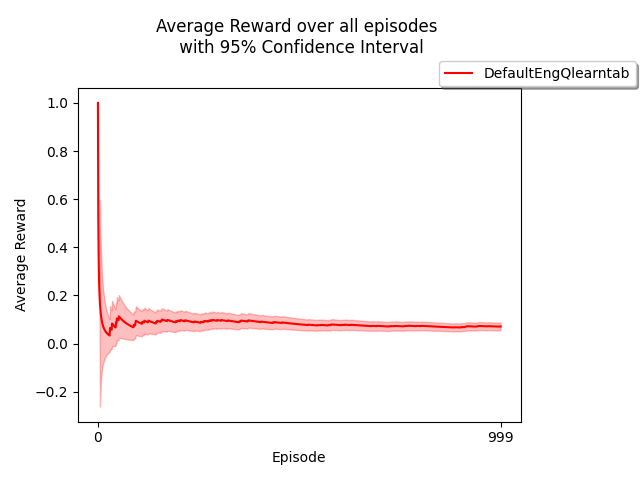 Average Reward over all episodes
with 95% Confidence Interval
DefaultEngQlearntab
1.0
0.8
0.6
0.4
0.2
0.0
−0.2
Average Reward
0
999
Episode